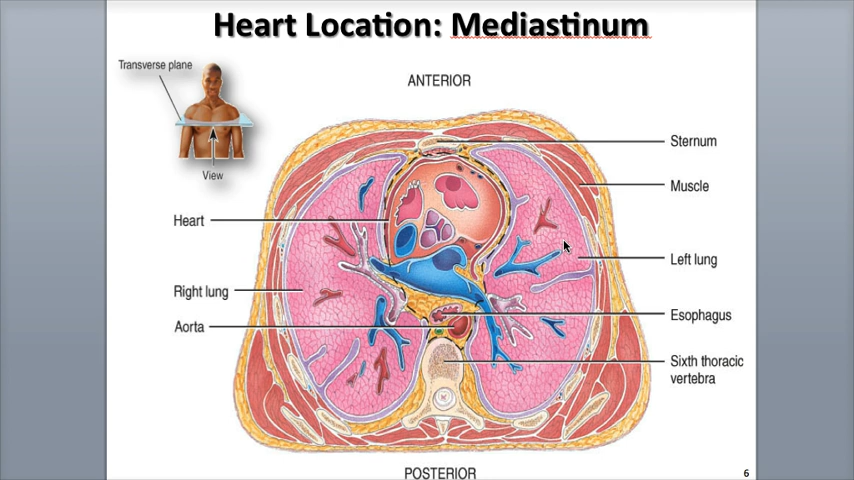 Heart Location: Mediastinum
Transverse plane
ANTERIOR
Sternum
View
Muscle
Heart
Left lung
Right lung
Esophagus
Aorta
Sixth thoracic
vertebra
POSTERIOR
6